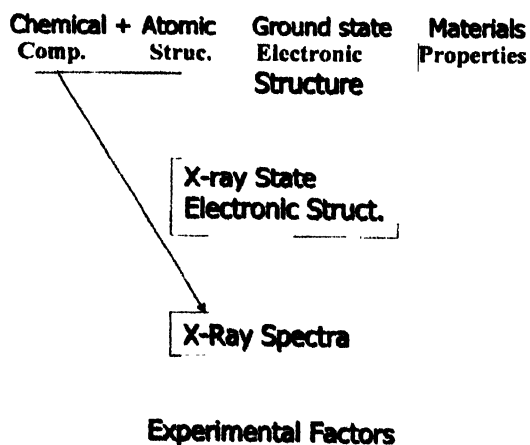 Chemical + Atomic Ground state Materials
Comp. Struc. Electronic Properties
Structure
X-ray State
Electronic Struct.
X-Ray Spectra
Experimental Factors